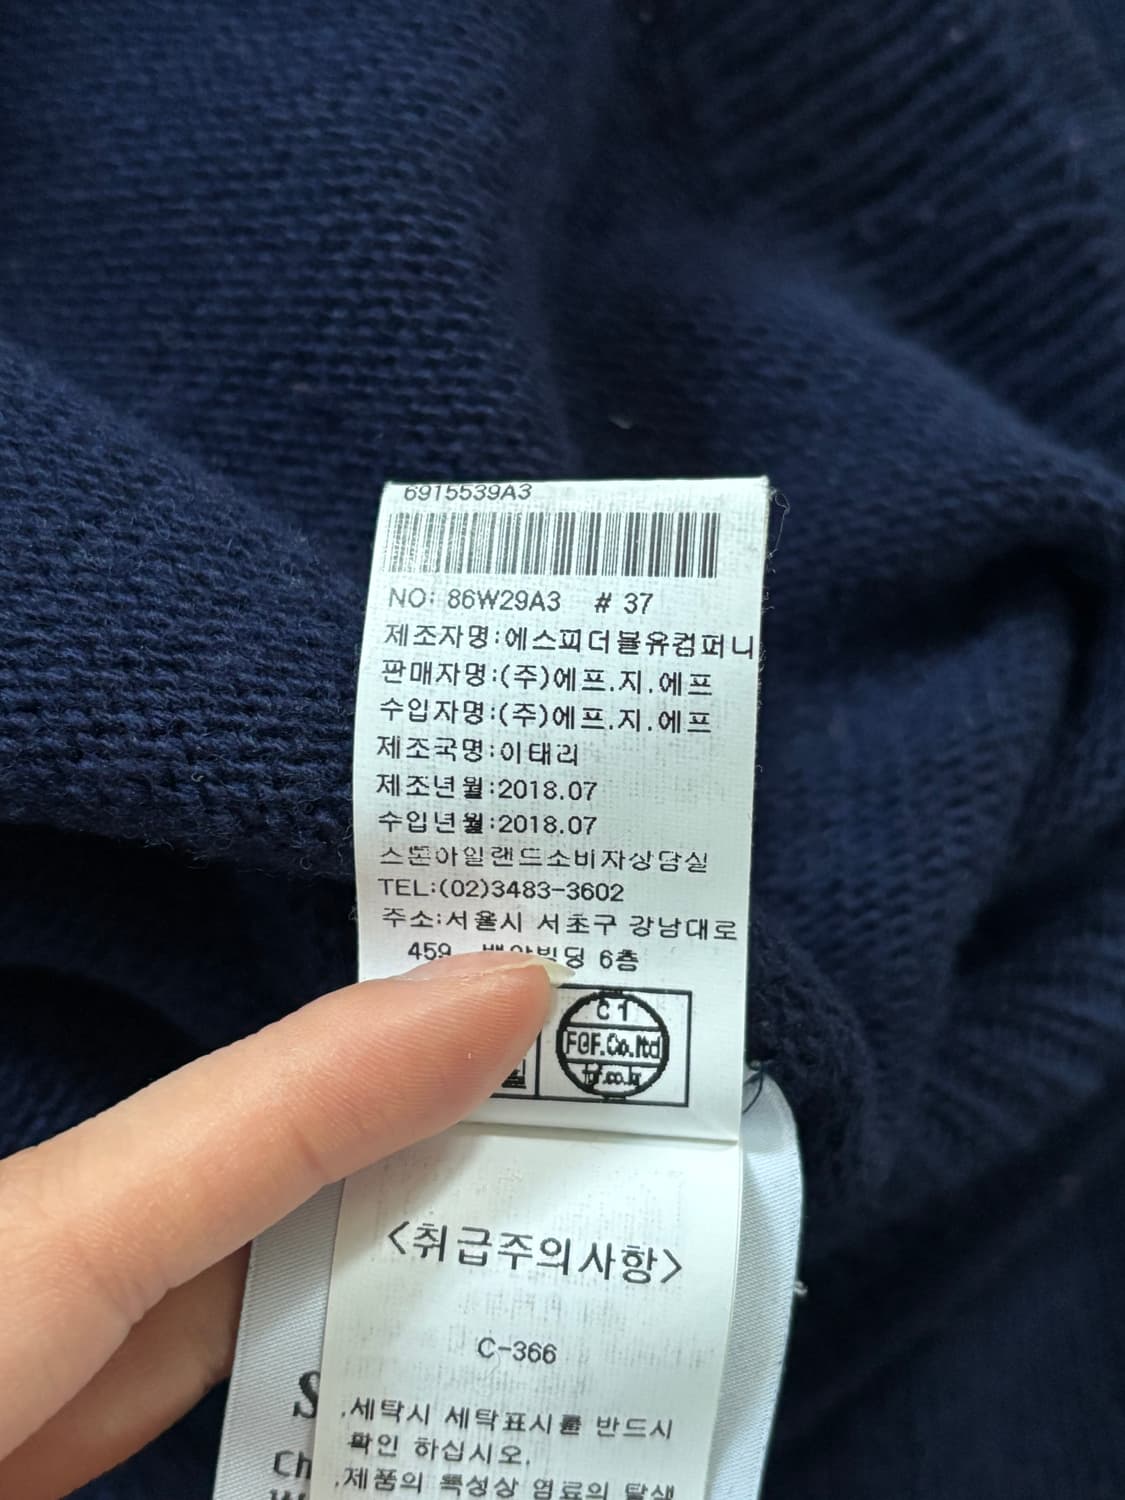 6915539A3
NO: 86W29A3 # 37
제조자명:에스피더블유컴퍼니
판매자명:(주)에프.지.에프
수입자명:(주)에프.지.에프
제조국명:이태리
제조년월:2018.07
수입년월:2018.07
스톤아일랜드소비자상담실
TEL:(02)3483-3602
주소:서울시 서초구 강남대로
459 6층
C 1
FGF.Co.ltd
fgf.co.kr
<취급주의사항>
C-366
.세탁시 세탁표시를 반드시
확인 하십시오.
.제품의 특성상 염료의 탈색
S
Ch